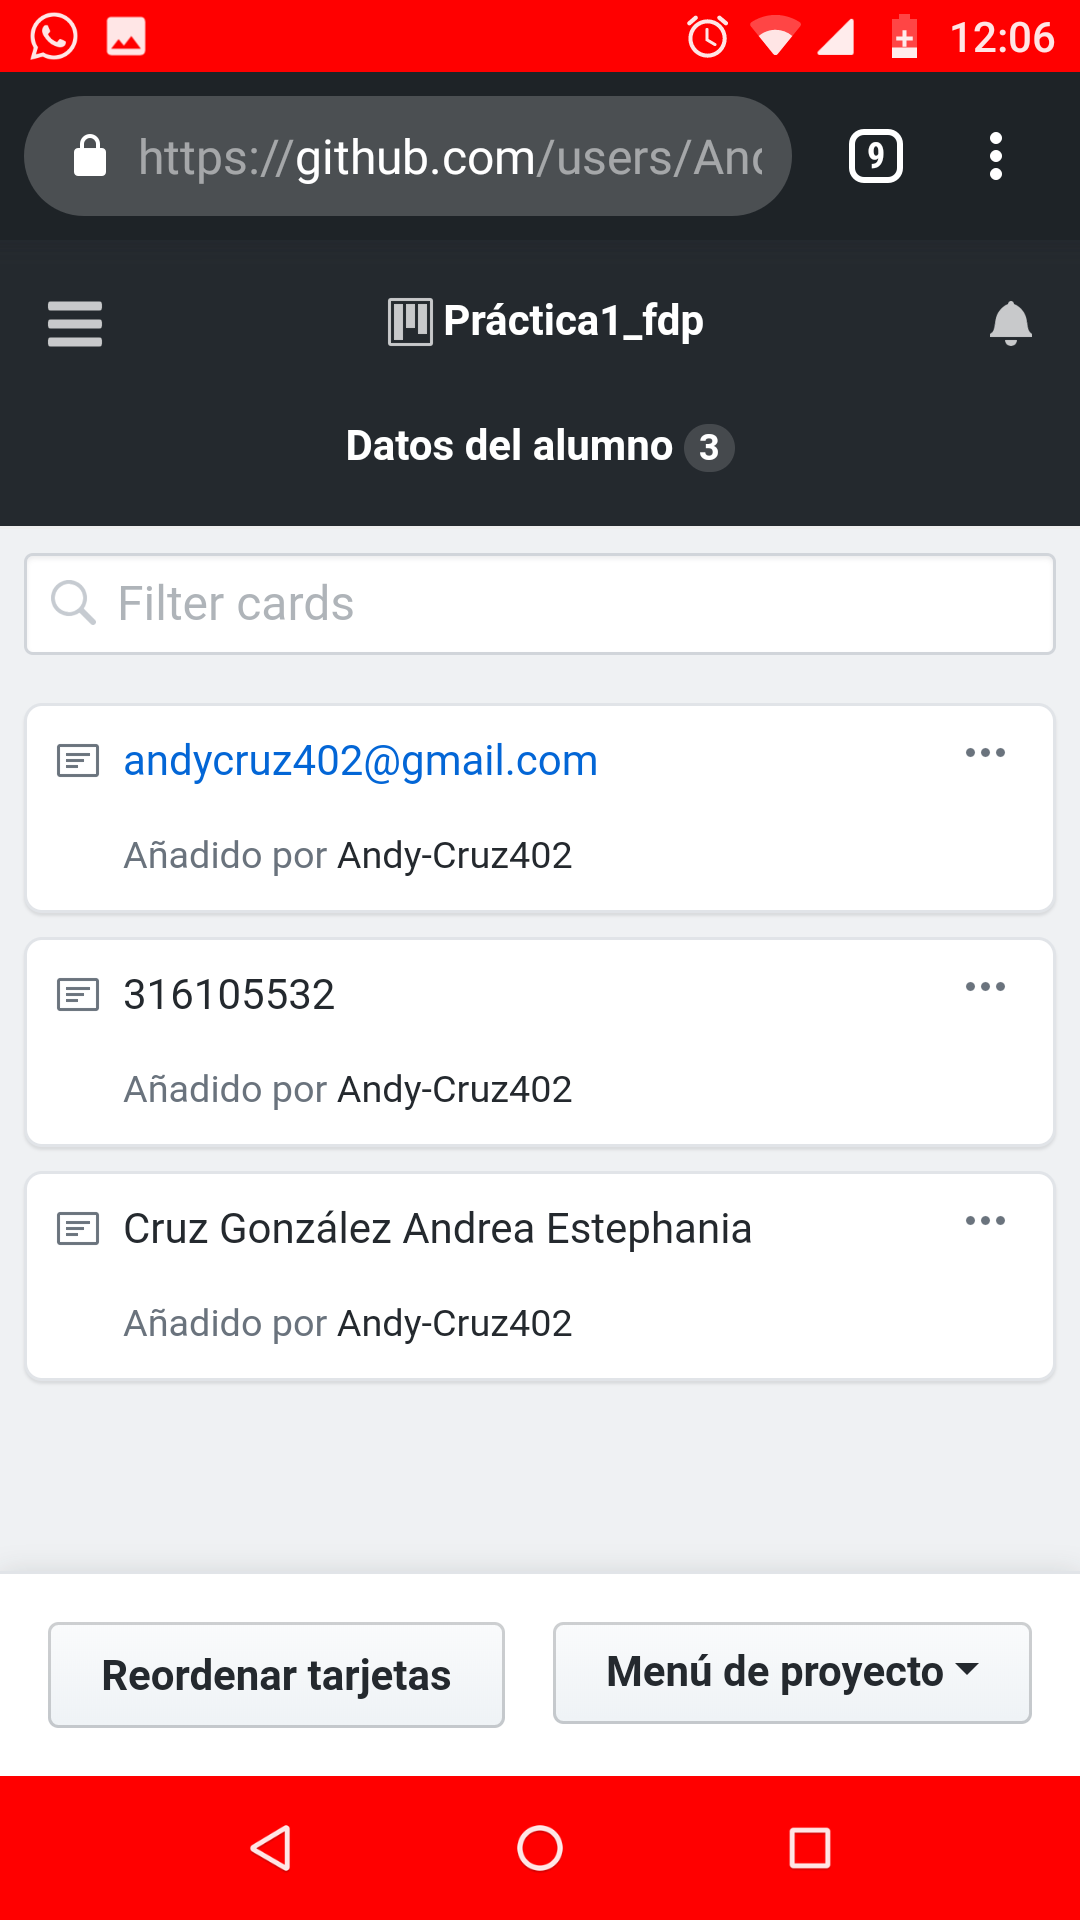 12:06
https://github.com/users/And
9
Práctica1_fdp
Datos del alumno 3
Filter cards
andycruz402@gmail.com
Añadido por Andy-Cruz402
316105532
Añadido por Andy-Cruz402
Cruz González Andrea Estephania
Añadido por Andy-Cruz402
Reordenar tarjetas
Menú de proyecto